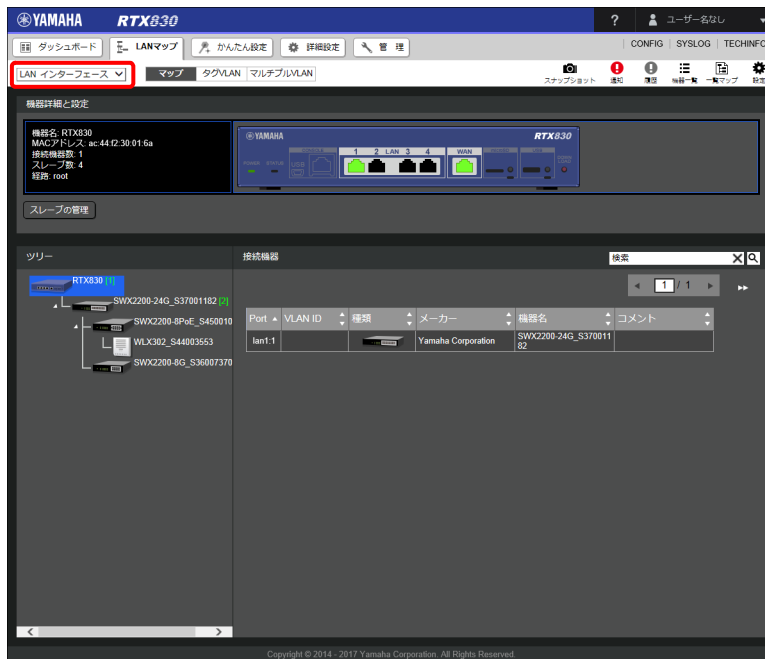 YAMAHA RTX830 ? ユーザー名なし
ダッシュボード LANマップ かんたん設定 詳細設定 管 理 CONFIG SYSLOG TECHINFO
LAN インターフェース マップ タグVLAN マルチプルVLAN スナップショット 通知 履歴 機器一覧 一覧マップ 設定
機器詳細と設定
機器名: RTX830
MACアドレス: ac:44:f2:30:01:6a
接続機器数: 1
スレーブ数: 4
経路: root
YAMAHA RTX830
1 2 LAN 3 4 WAN
POWER STATUS USB
スレーブの管理
ツリー
RTX830 [1]
SWX2200-24G_S37001182 [2]
SWX2200-8PoE_S450010
WLX302_S44003553
SWX2200-8G_S36007370
接続機器 検索
1 / 1
Port VLAN ID 種類 メーカー 機器名 コメント
lan1:1 Yamaha Corporation SWX2200-24G_S370011
82
Copyright © 2014 - 2017 Yamaha Corporation. All Rights Reserved.